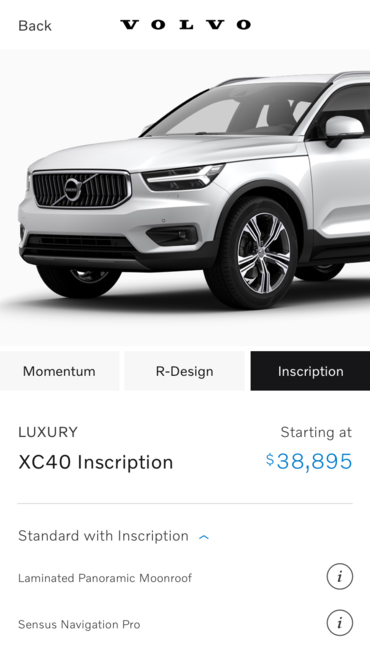 Back
VOLVO
Momentum
R-Design
Inscription
LUXURY
Starting at
XC40 Inscription
$38,895
Standard with Inscription
Laminated Panoramic Moonroof
i
Sensus Navigation Pro
i